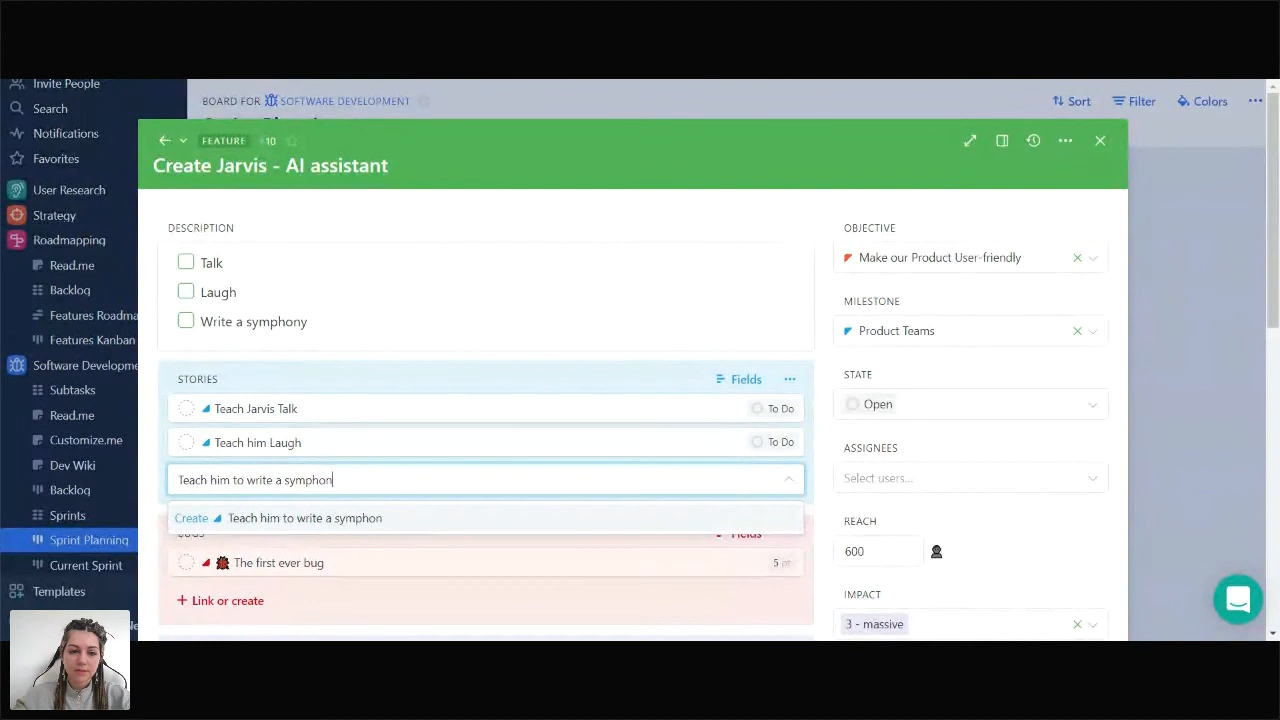 Invite People
BOARD FOR SOFTWARE DEVELOPMENT
Sort
Filter
Colors
Search
Notifications
Favorites
User Research
Strategy
Roadmapping
Read.me
Backlog
Features Roadma
Features Kanban
Software Developme
Subtasks
Read.me
Customize.me
Dev Wiki
Backlog
Sprints
Sprint Planning
Current Sprint
Templates
FEATURE
10
Create Jarvis - AI assistant
DESCRIPTION
Talk
Laugh
Write a symphony
STORIES
Fields
Teach Jarvis Talk
To Do
Teach him Laugh
To Do
Teach him to write a symphon
Create Teach him to write a symphon
Fields
The first ever bug
5 pt
+ Link or create
OBJECTIVE
Make our Product User-friendly
MILESTONE
Product Teams
STATE
Open
ASSIGNEES
Select users...
REACH
600
IMPACT
3 - massive